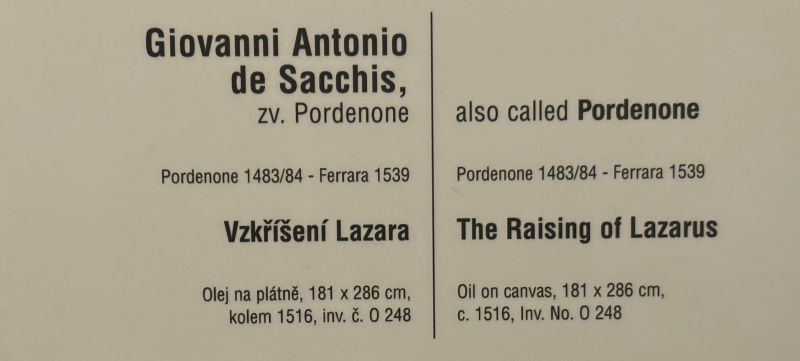 Giovanni Antonio
de Sacchis,
zv. Pordenone
Pordenone 1483/84 - Ferrara 1539
Vzkříšení Lazara
Olej na plátně, 181 x 286 cm,
kolem 1516, inv. č. O 248
also called Pordenone
Pordenone 1483/84 - Ferrara 1539
The Raising of Lazarus
Oil on canvas, 181 x 286 cm,
c. 1516, Inv. No. O 248